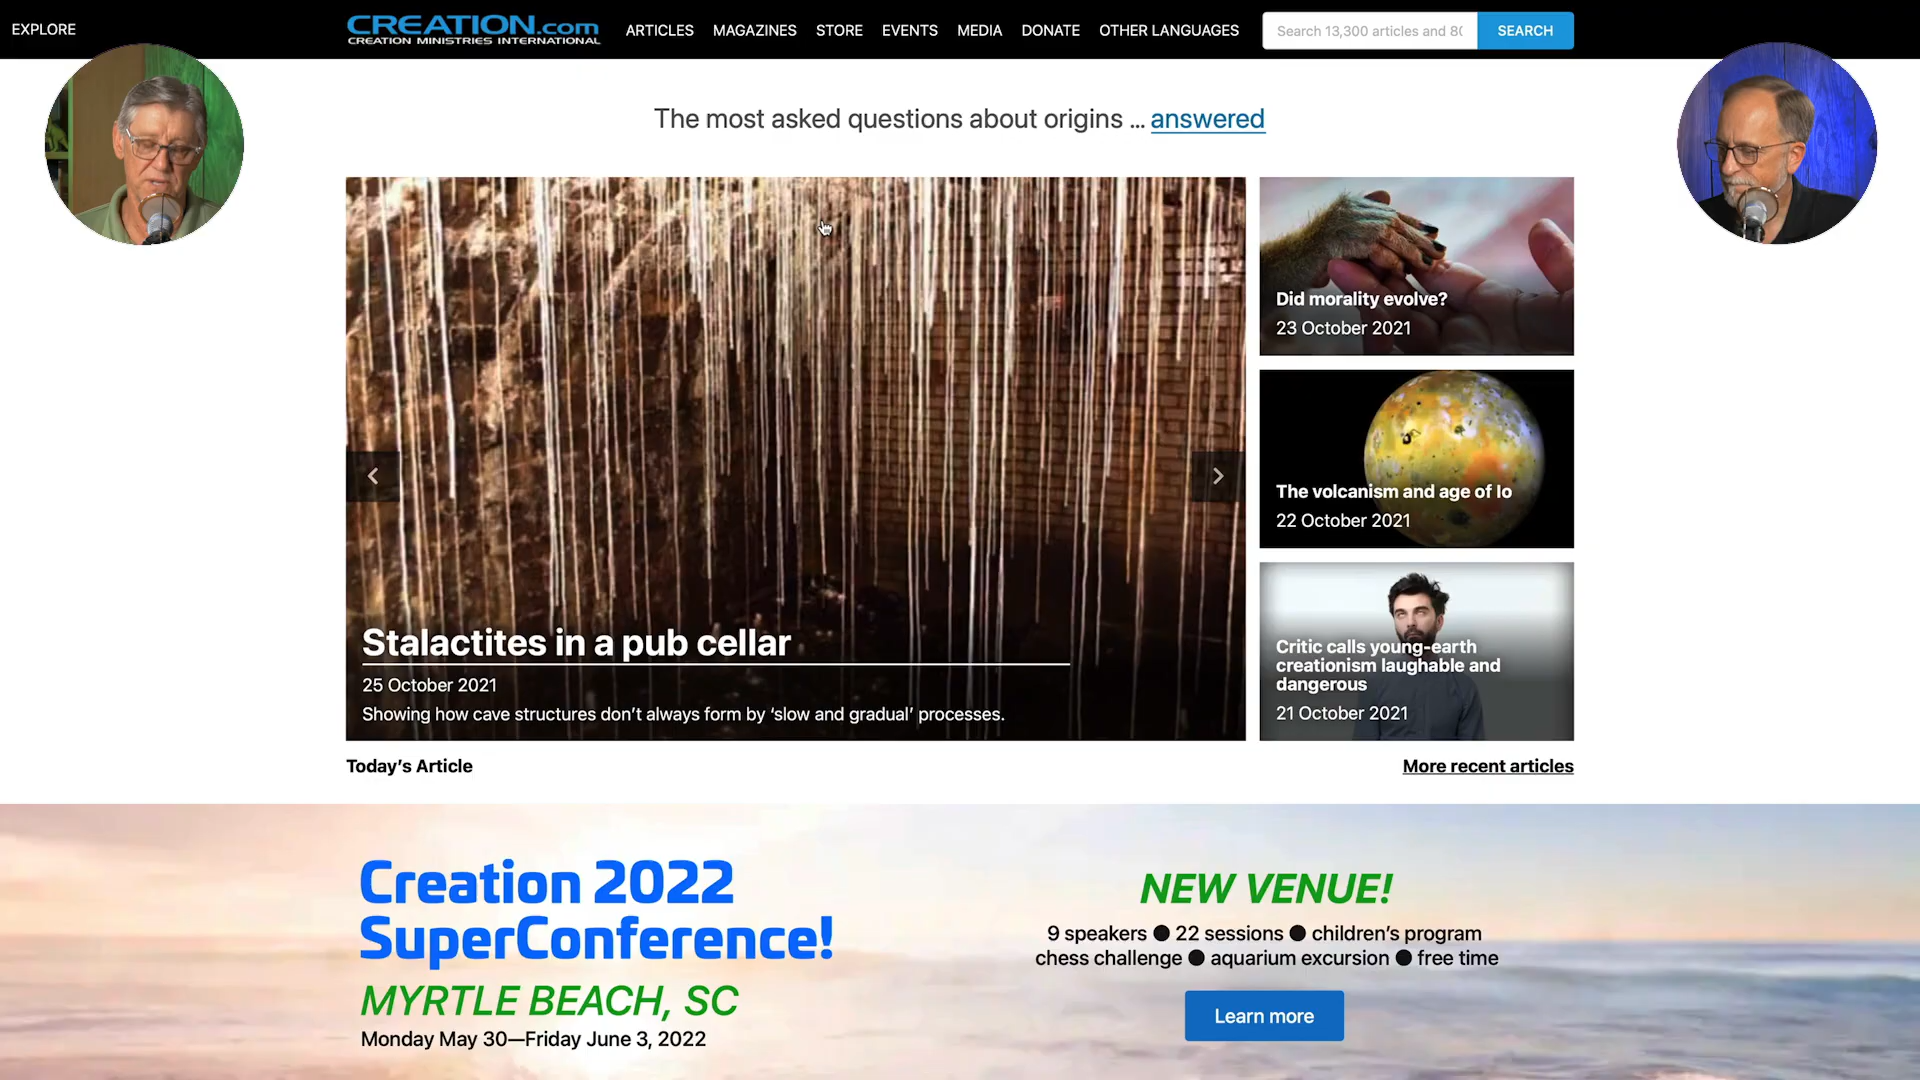 EXPLORE
CREATION.com
CREATION MINISTRIES INTERNATIONAL
ARTICLES
MAGAZINES
STORE
EVENTS
MEDIA
DONATE
OTHER LANGUAGES
Search 13,300 articles and 80
SEARCH
The most asked questions about origins ... answered
Stalactites in a pub cellar
25 October 2021
Showing how cave structures don't always form by 'slow and gradual' processes.
Did morality evolve?
23 October 2021
The volcanism and age of Io
22 October 2021
Critic calls young-earth
creationism laughable and
dangerous
21 October 2021
Today's Article
More recent articles
Creation 2022
SuperConference!
MYRTLE BEACH, SC
Monday May 30—Friday June 3, 2022
NEW VENUE!
9 speakers ● 22 sessions ● children's program
chess challenge ● aquarium excursion ● free time
Learn more